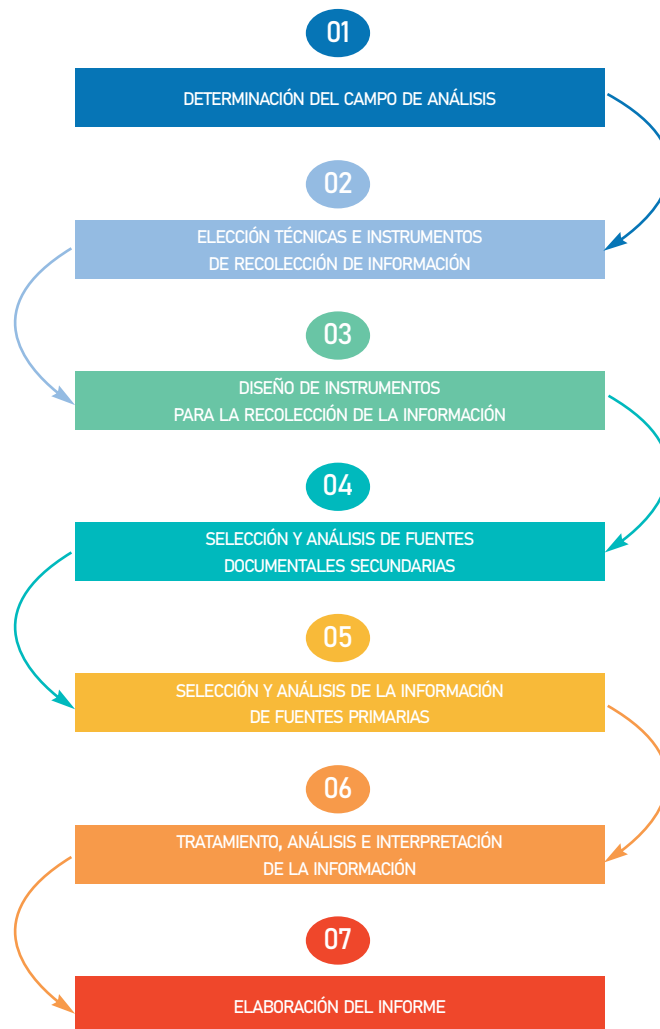 01
DETERMINACIÓN DEL CAMPO DE ANÁLISIS
02
ELECCIÓN TÉCNICAS E INSTRUMENTOS
DE RECOLECCIÓN DE INFORMACIÓN
03
DISEÑO DE INSTRUMENTOS
PARA LA RECOLECCIÓN DE LA INFORMACIÓN
04
SELECCIÓN Y ANÁLISIS DE FUENTES
DOCUMENTALES SECUNDARIAS
05
SELECCIÓN Y ANÁLISIS DE LA INFORMACIÓN
DE FUENTES PRIMARIAS
06
TRATAMIENTO, ANÁLISIS E INTERPRETACIÓN
DE LA INFORMACIÓN
07
ELABORACIÓN DEL INFORME